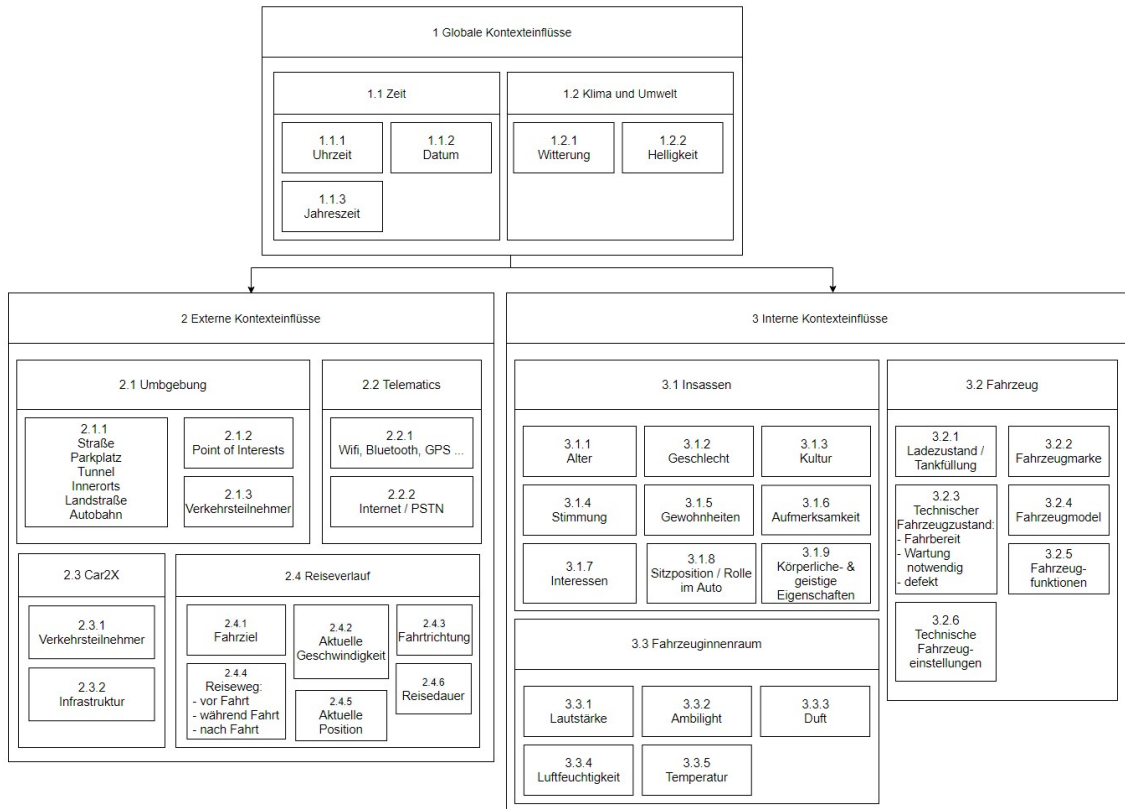 1 Globale Kontexteinflüsse
1.1 Zeit
1.1.1
Uhrzeit
1.1.2
Datum
1.1.3
Jahreszeit
1.2 Klima und Umwelt
1.2.1
Witterung
1.2.2
Helligkeit
2 Externe Kontexteinflüsse
2.1 Umbgebung
2.1.1
Straße
Parkplatz
Tunnel
Innerorts
Landstraße
Autobahn
2.1.2
Point of Interests
2.1.3
Verkehrsteilnehmer
2.2 Telematics
2.2.1
Wifi, Bluetooth, GPS ...
2.2.2
Internet / PSTN
2.3 Car2X
2.3.1
Verkehrsteilnehmer
2.3.2
Infrastruktur
2.4 Reiseverlauf
2.4.1
Fahrziel
2.4.2
Aktuelle
Geschwindigkeit
2.4.3
Fahrtrichtung
2.4.4
Reiseweg:
- vor Fahrt
- während Fahrt
- nach Fahrt
2.4.5
Aktuelle
Position
2.4.6
Reisedauer
3 Interne Kontexteinflüsse
3.1 Insassen
3.1.1
Alter
3.1.2
Geschlecht
3.1.3
Kultur
3.1.4
Stimmung
3.1.5
Gewohnheiten
3.1.6
Aufmerksamkeit
3.1.7
Interessen
3.1.8
Sitzposition / Rolle
im Auto
3.1.9
Körperliche- &
geistige
Eigenschaften
3.2 Fahrzeug
3.2.1
Ladezustand /
Tankfüllung
3.2.2
Fahrzeugmarke
3.2.3
Technischer
Fahrzeugzustand:
- Fahrbereit
- Wartung
notwendig
- defekt
3.2.4
Fahrzeugmodel
3.2.5
Fahrzeug-
funktionen
3.2.6
Technische
Fahrzeug-
einstellungen
3.3 Fahrzeuginnenraum
3.3.1
Lautstärke
3.3.2
Ambilight
3.3.3
Duft
3.3.4
Luftfeuchtigkeit
3.3.5
Temperatur